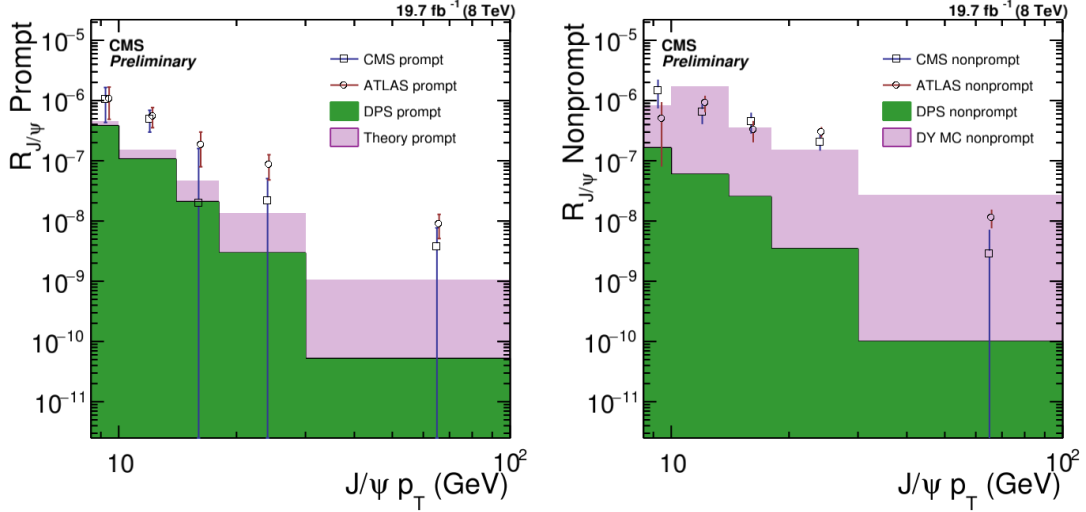 19.7 fb⁻¹ (8 TeV)
CMS
Preliminary
CMS prompt
ATLAS prompt
DPS prompt
Theory prompt
R_{J/ψ} Prompt
10⁻⁵
10⁻⁶
10⁻⁷
10⁻⁸
10⁻⁹
10⁻¹⁰
10⁻¹¹
10
10²
J/ψ p_T (GeV)
19.7 fb⁻¹ (8 TeV)
CMS
Preliminary
CMS nonprompt
ATLAS nonprompt
DPS nonprompt
DY MC nonprompt
R_{J/ψ} Nonprompt
10⁻⁵
10⁻⁶
10⁻⁷
10⁻⁸
10⁻⁹
10⁻¹⁰
10⁻¹¹
10
10²
J/ψ p_T (GeV)